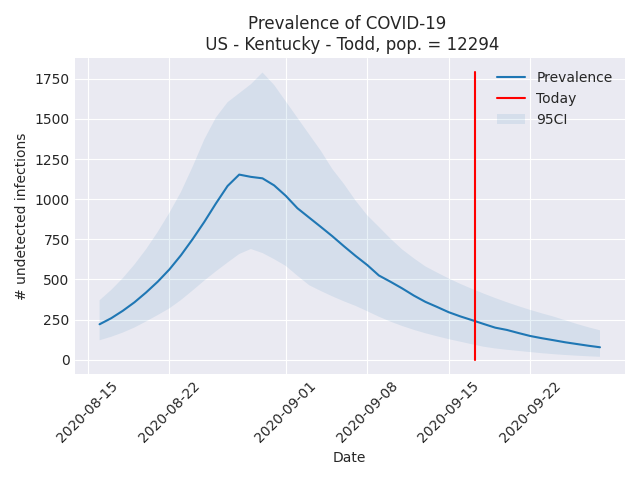 Prevalence of COVID-19
US - Kentucky - Todd, pop. = 12294
Prevalence
Today
95CI
# undetected infections
1750
1500
1250
1000
750
500
250
0
2020-08-15
2020-08-22
2020-09-01
2020-09-08
2020-09-15
2020-09-22
Date